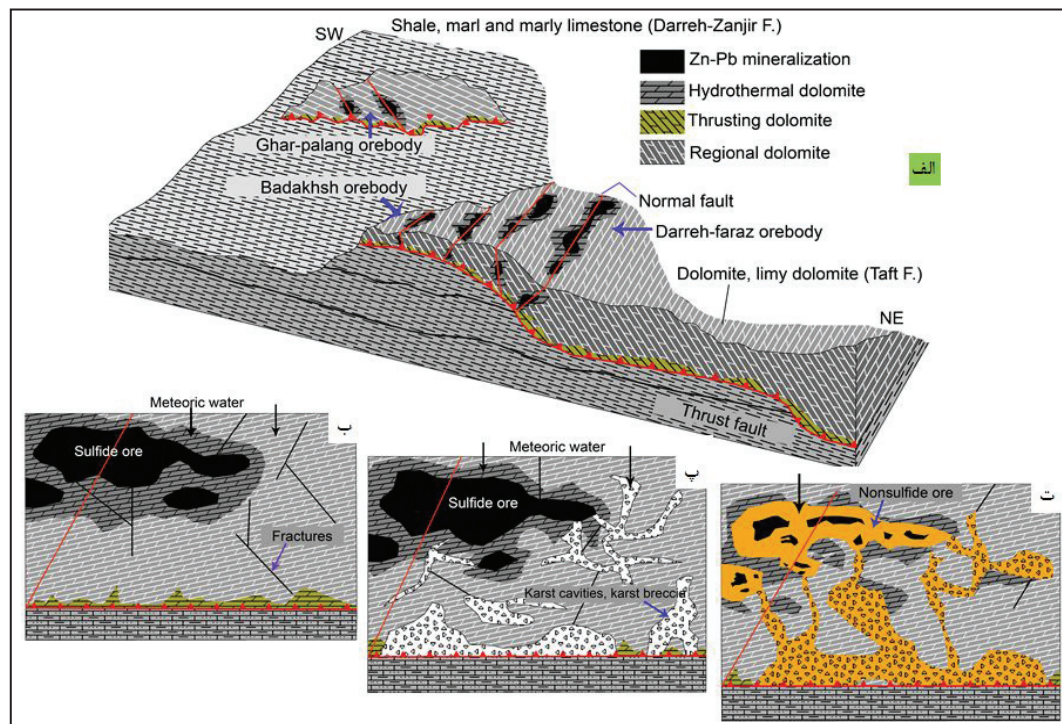 Shale, marl and marly limestone (Darreh-Zanjir F.)
SW
Zn-Pb mineralization
Hydrothermal dolomite
Thrusting dolomite
Regional dolomite
الف
Ghar-palang orebody
Badakhsh orebody
Normal fault
Darreh-faraz orebody
Dolomite, limy dolomite (Taft F.)
NE
Thrust fault
Meteoric water
ب
Sulfide ore
Fractures
Meteoric water
پ
Sulfide ore
Karst cavities, karst breccia
Nonsulfide ore
ت